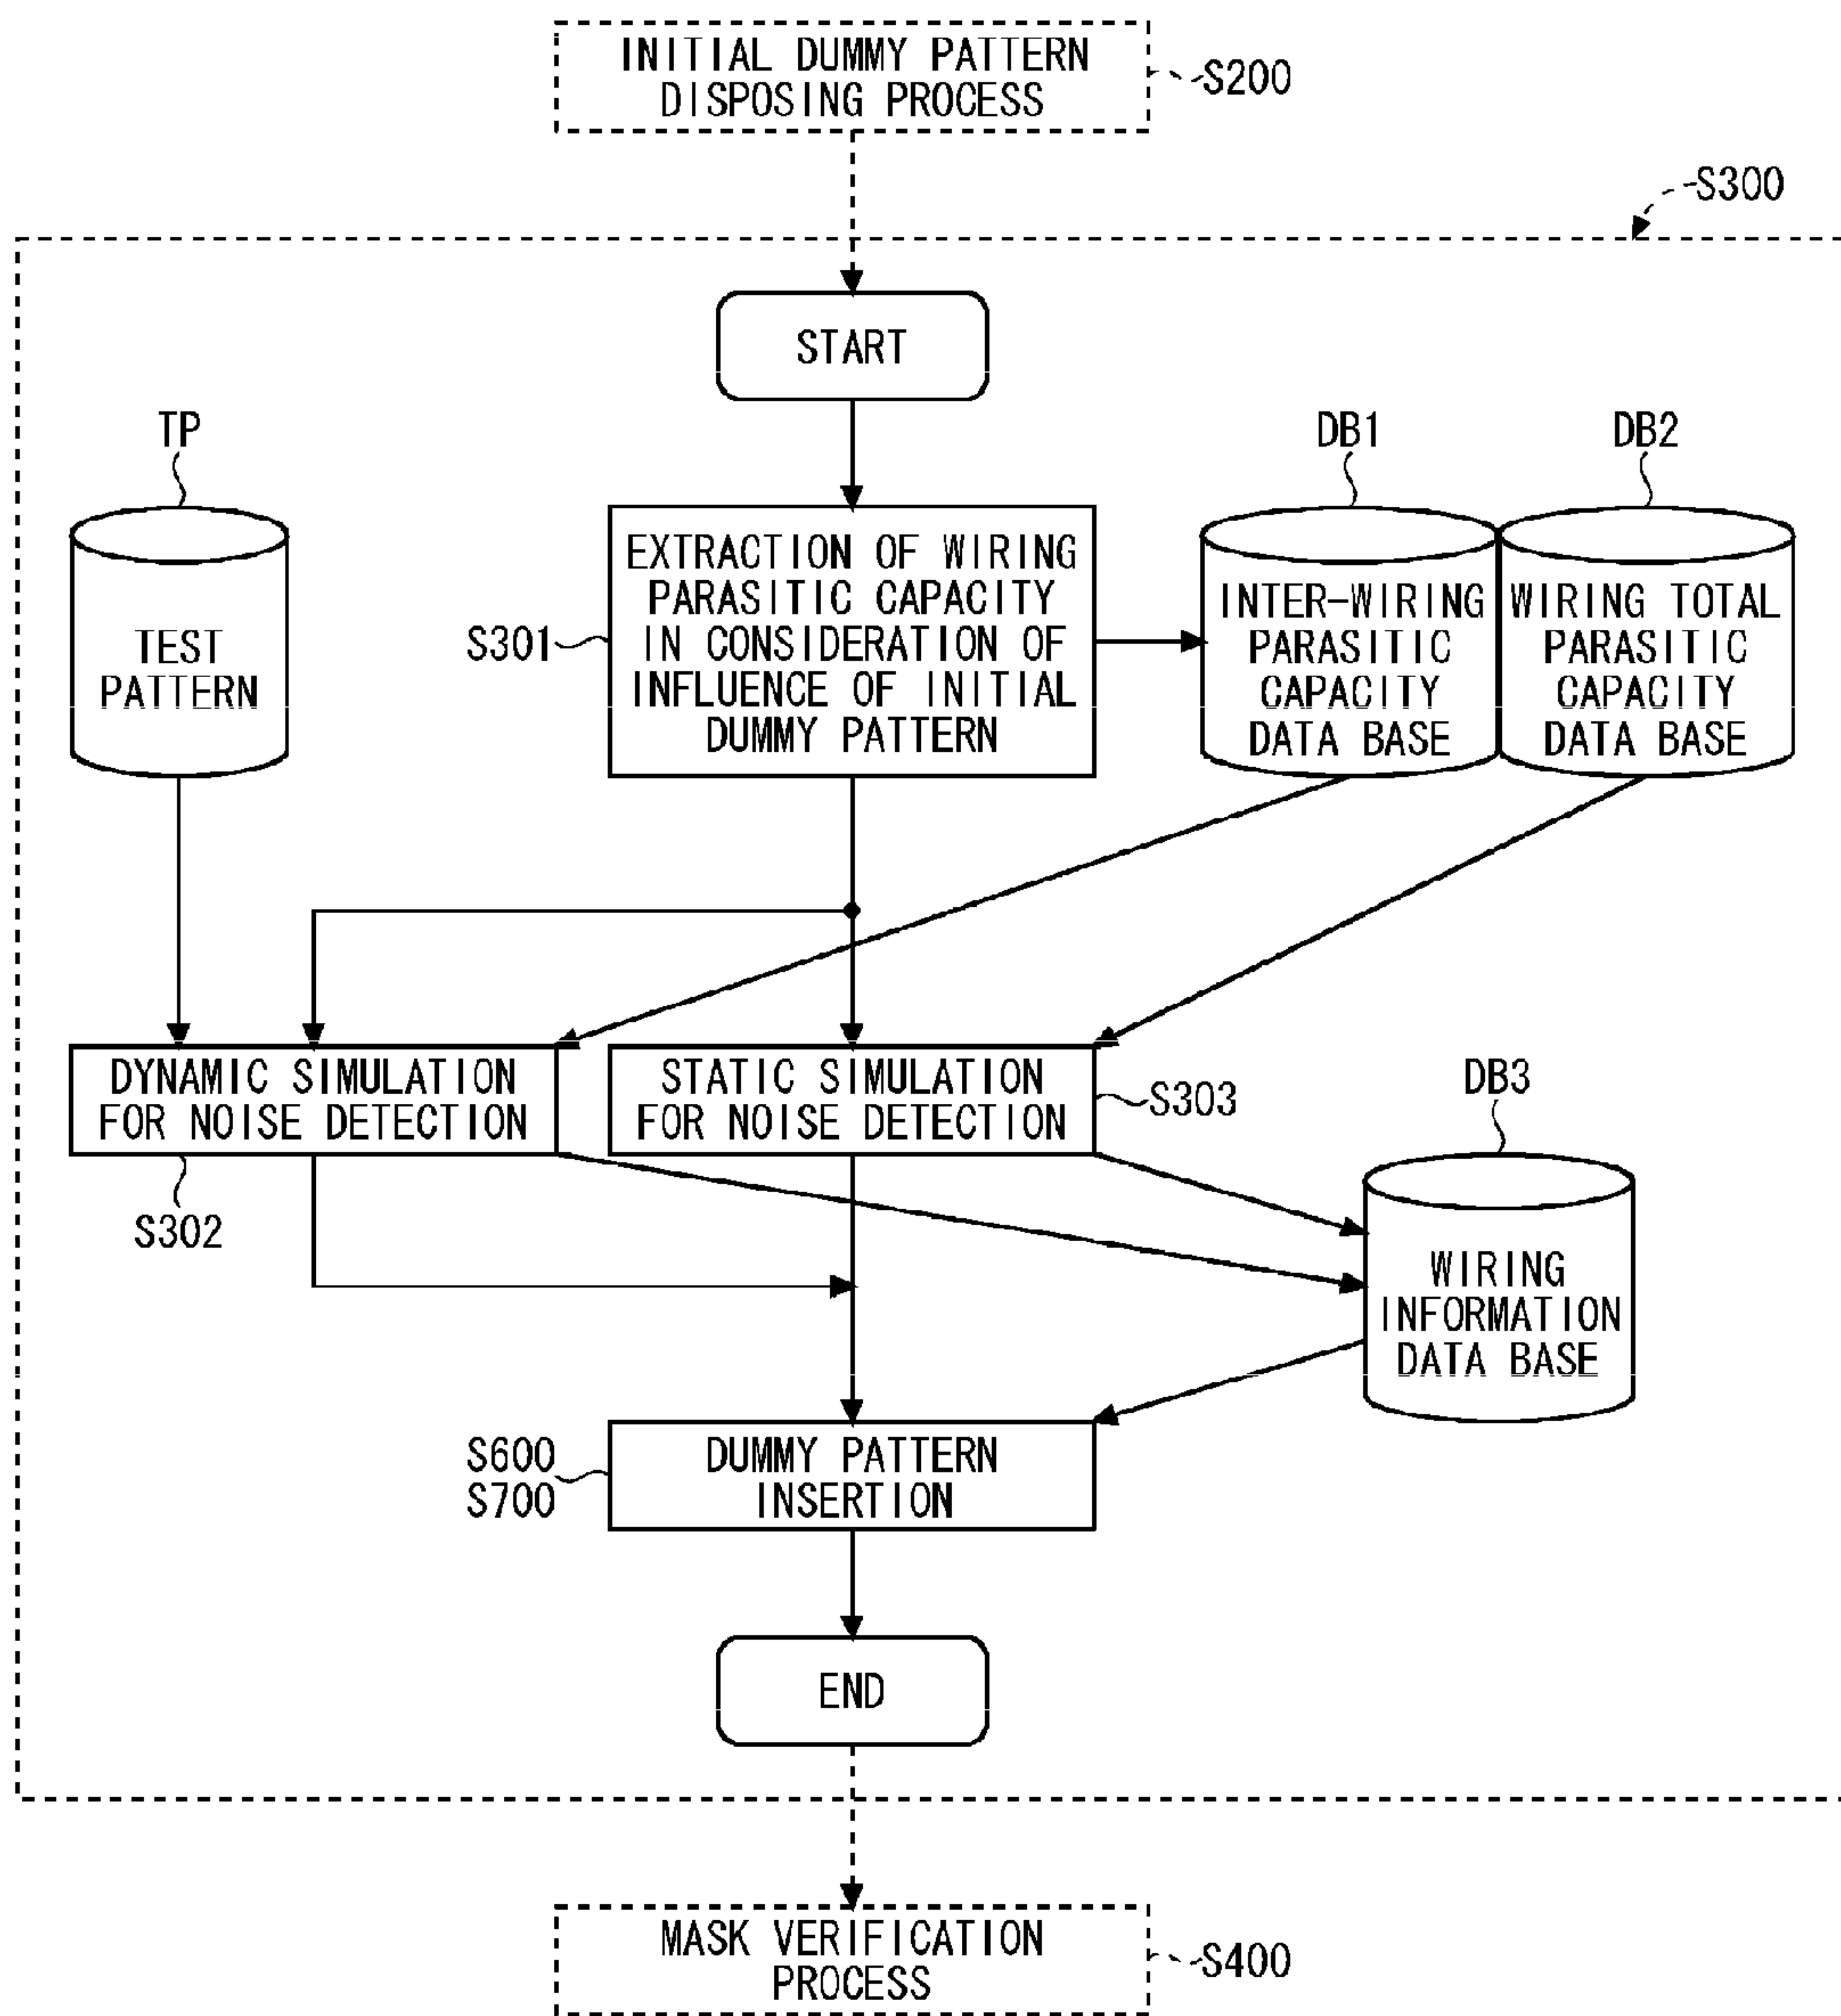 INITIAL DUMMY PATTERN
DISPOSING PROCESS
S200
S300
START
TP
DB1
DB2
TEST
PATTERN
S301
EXTRACTION OF WIRING
PARASITIC CAPACITY
IN CONSIDERATION OF
INFLUENCE OF INITIAL
DUMMY PATTERN
INTER-WIRING
PARASITIC
CAPACITY
DATA BASE
WIRING TOTAL
PARASITIC
CAPACITY
DATA BASE
DYNAMIC SIMULATION
FOR NOISE DETECTION
S302
STATIC SIMULATION
FOR NOISE DETECTION
S303
DB3
WIRING
INFORMATION
DATA BASE
S600
S700
DUMMY PATTERN
INSERTION
END
MASK VERIFICATION
PROCESS
S400